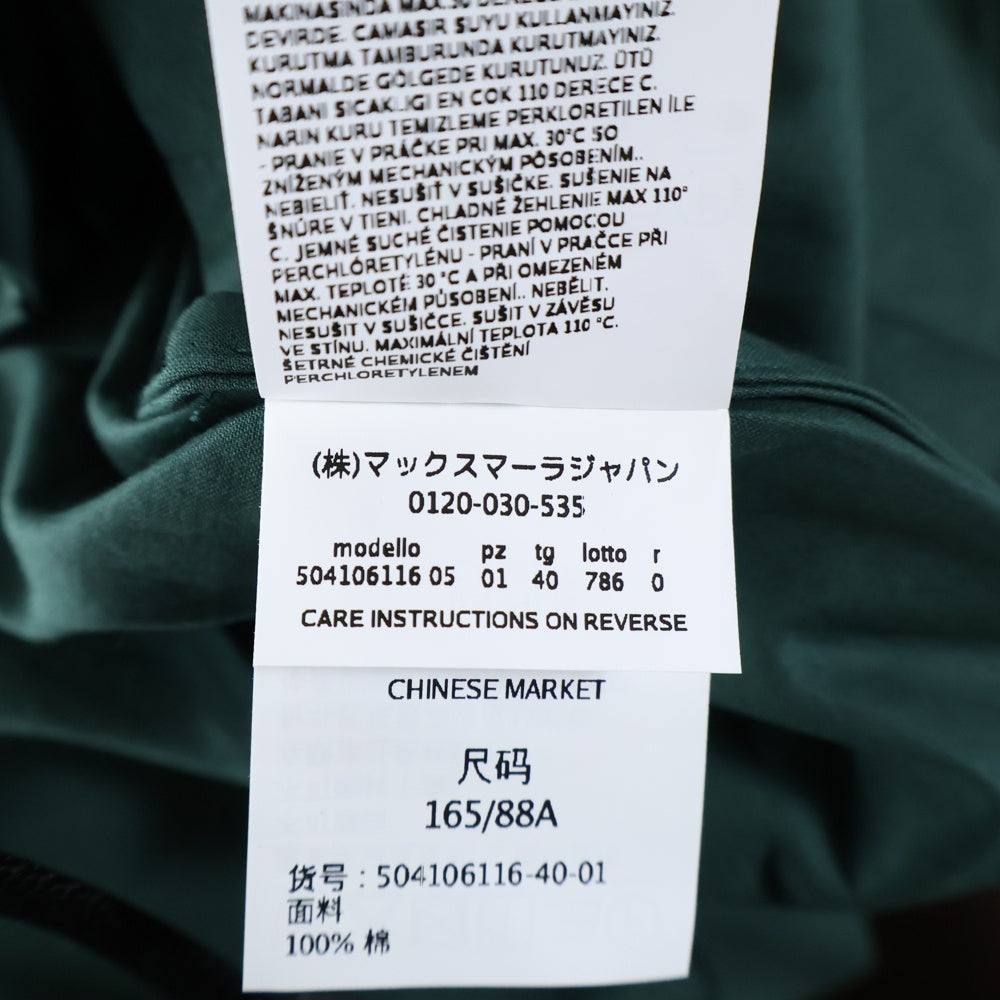 MAKINASINDA MAX.30 DERECE
DEVIRDE. CAMASIR SUYU KULLANMAYINIZ.
KURUTMA TAMBURUNDA KURUTMAYINIZ.
NORMALDE GÖLGEDE KURUTUNUZ. ÜTÜ
TABANI SICAKLIGI EN COK 110 DERECE C.
NARIN KURU TEMIZLEME PERKLORETILEN ÍLE
- PRANIE V PRÁČKE PRI MAX. 30°C SO
ZNÍŽENÝM MECHANICKÝM PÔSOBENÍM..
NEBIELIŤ. NESUŠIŤ V SUŠIČKE. SUŠENIE NA
ŠNÚRE V TIENI. CHLADNÉ ŽEHLENIE MAX 110°
C. JEMNÉ SUCHÉ ČISTENIE POMOCOU
PERCHLÓRETYLÉNU - PRANÍ V PRAČCE PŘI
MAX. TEPLOTĚ 30 °C A PŘI OMEZENÉM
MECHANICKÉM PŮSOBENÍ.. NEBĚLIT.
NESUŠIT V SUŠIČCE. SUŠIT V ZÁVĚSU
VE STÍNU. MAXIMÁLNÍ TEPLOTA 110 °C.
ŠETRNÉ CHEMICKÉ ČIŠTĚNÍ
PERCHLORETYLENEM
(株)マックスマーラジャパン
0120-030-535
modello pz tg lotto r
504106116 05 01 40 786 0
CARE INSTRUCTIONS ON REVERSE
CHINESE MARKET
尺码
165/88A
货号：504106116-40-01
面料
100% 棉